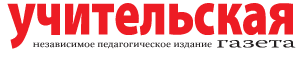 учительская
независимое педагогическое издание газета